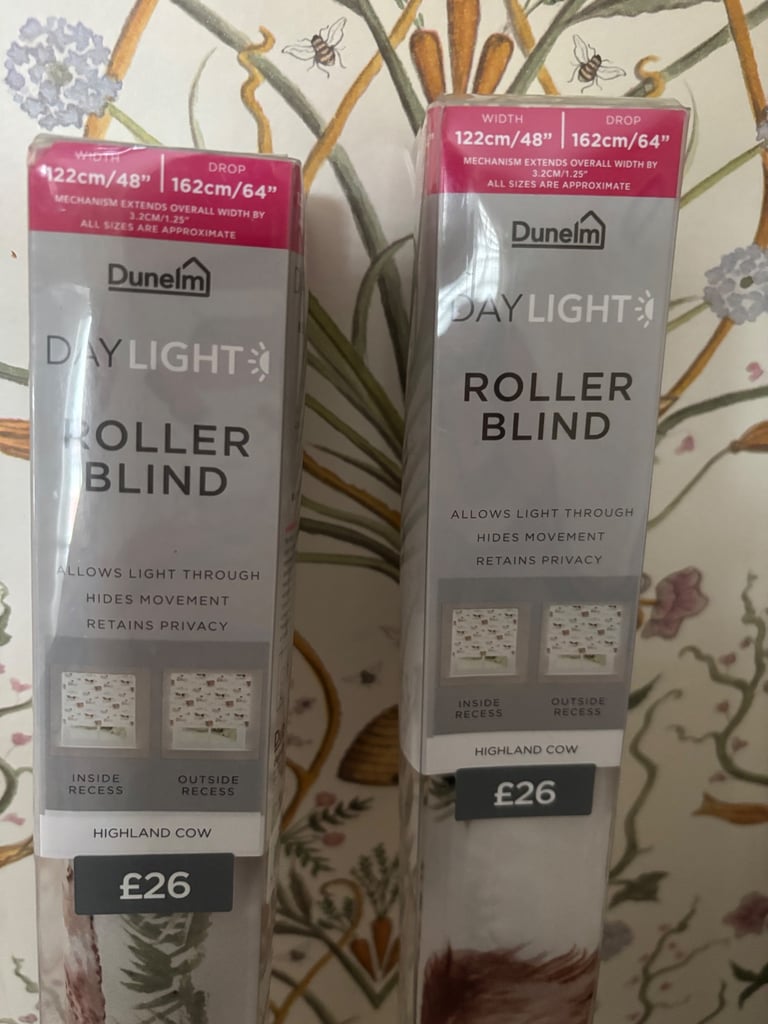 WIDTH
122cm/48"
DROP
162cm/64"
MECHANISM EXTENDS OVERALL WIDTH BY
3.2CM/1.25"
ALL SIZES ARE APPROXIMATE
Dunelm
DAYLIGHT
ROLLER
BLIND
ALLOWS LIGHT THROUGH
HIDES MOVEMENT
RETAINS PRIVACY
INSIDE
RECESS
OUTSIDE
RECESS
HIGHLAND COW
£26
WIDTH
122cm/48"
DROP
162cm/64"
MECHANISM EXTENDS OVERALL WIDTH BY
3.2CM/1.25"
ALL SIZES ARE APPROXIMATE
Dunelm
DAYLIGHT
ROLLER
BLIND
ALLOWS LIGHT THROUGH
HIDES MOVEMENT
RETAINS PRIVACY
INSIDE
RECESS
OUTSIDE
RECESS
HIGHLAND COW
£26